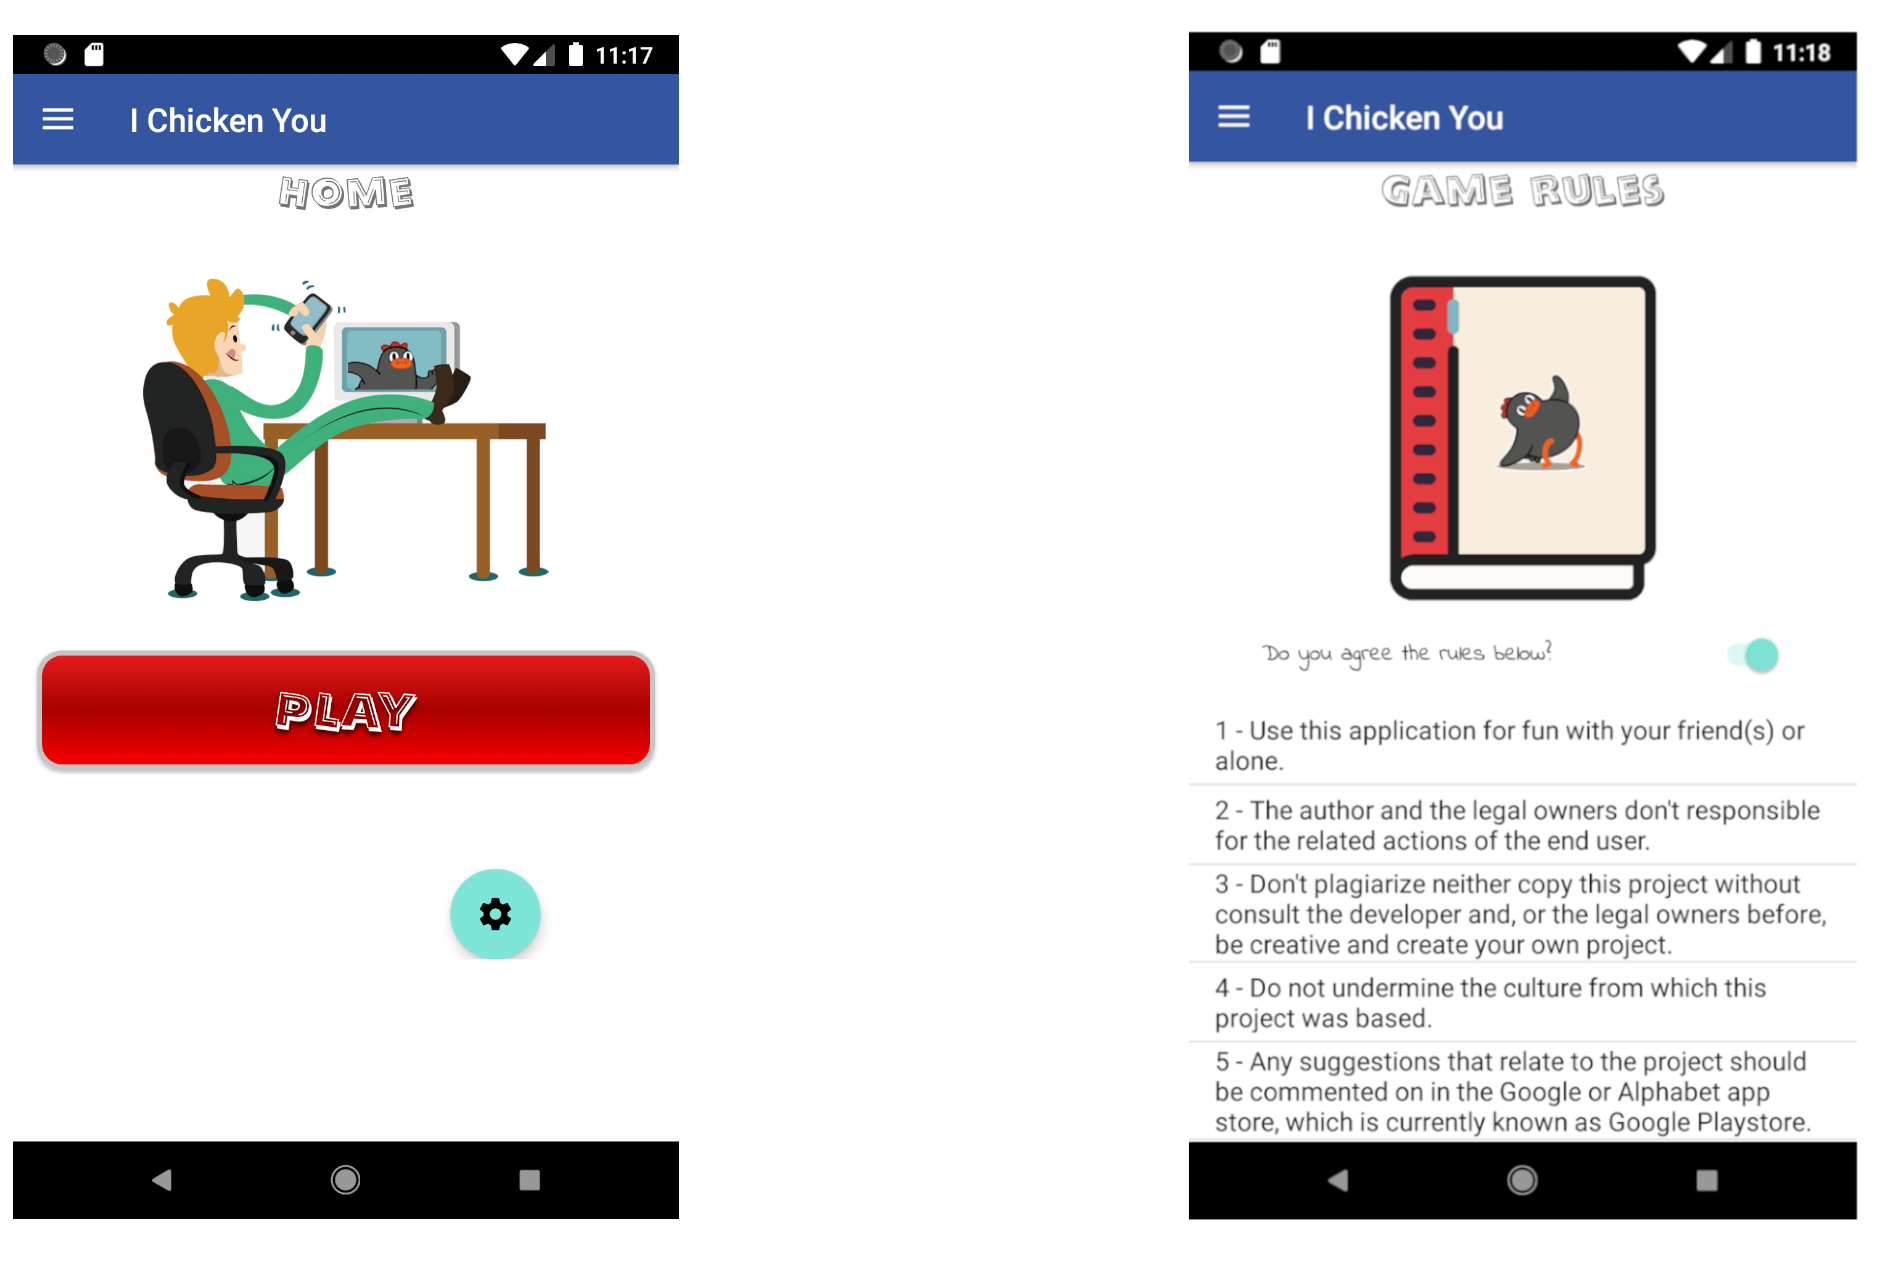 11:17
I Chicken You
HOME
PLAY
11:18
I Chicken You
GAME RULES
Do you agree the rules below?
1 - Use this application for fun with your friend(s) or
alone.
2 - The author and the legal owners don't responsible
for the related actions of the end user.
3 - Don't plagiarize neither copy this project without
consult the developer and, or the legal owners before,
be creative and create your own project.
4 - Do not undermine the culture from which this
project was based.
5 - Any suggestions that relate to the project should
be commented on in the Google or Alphabet app
store, which is currently known as Google Playstore.